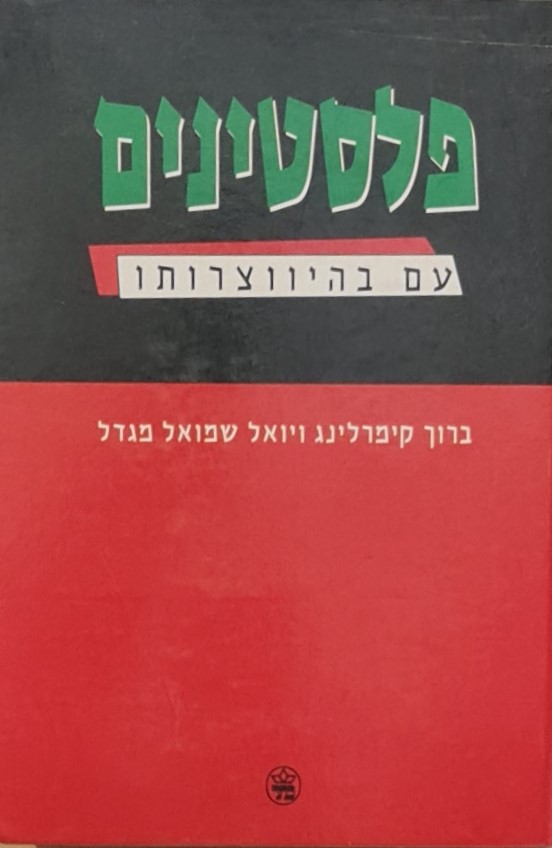 פלסטינים
עם בהיווצרותו
ברוך קימרלינג ויואל שמואל מגדל